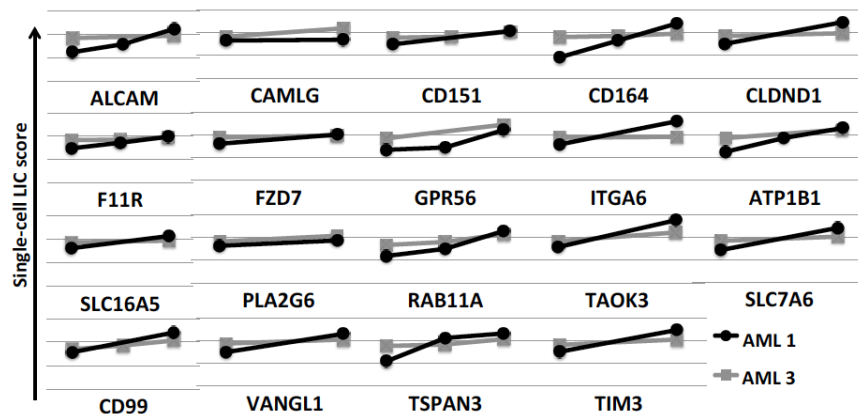 Single-cell LIC score
ALCAM CAMLG CD151 CD164 CLDND1
F11R FZD7 GPR56 ITGA6 ATP1B1
SLC16A5 PLA2G6 RAB11A TAOK3 SLC7A6
AML 1
AML 3
CD99 VANGL1 TSPAN3 TIM3